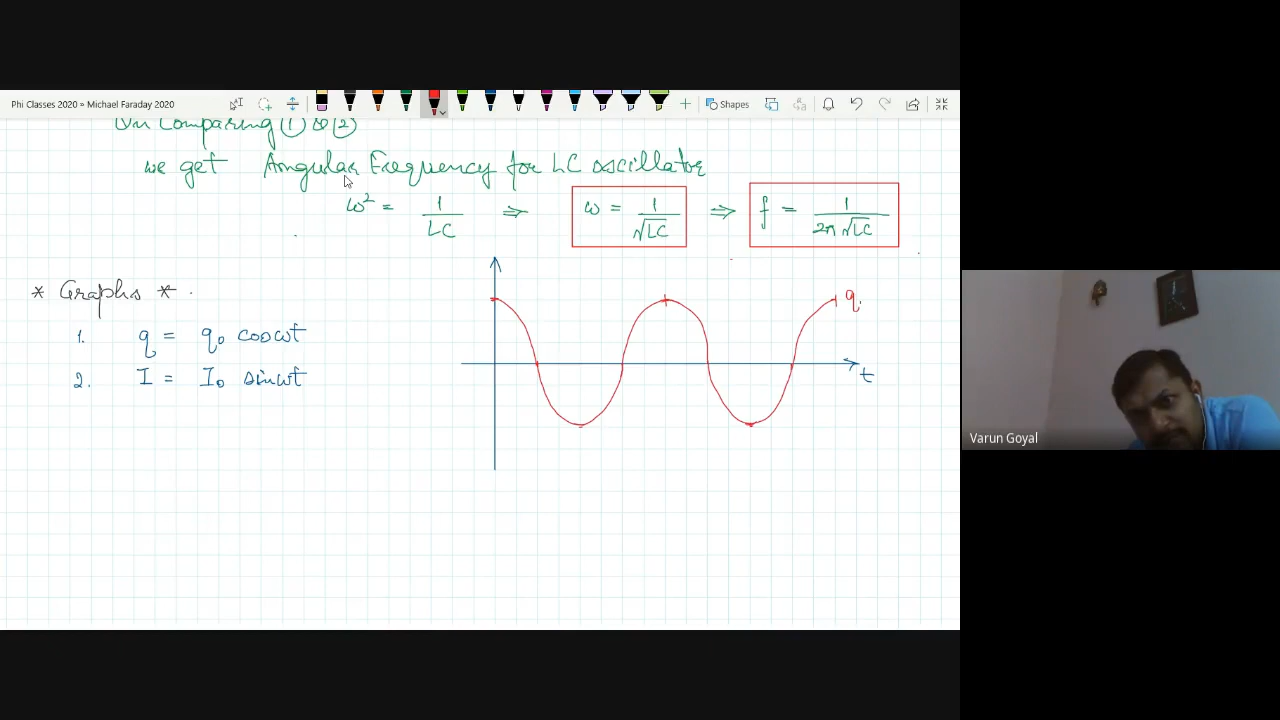 Phi Classes 2020 » Michael Faraday 2020
Shapes
On Comparing ① & ②
we get Angular Frequency for LC oscillator
ω² = 1/LC ⇒ ω = 1/√LC ⇒ f = 1/2π√LC
* Graphs *
1. q = q₀ cosωt
2. I = I₀ sinωt
q
t
Varun Goyal